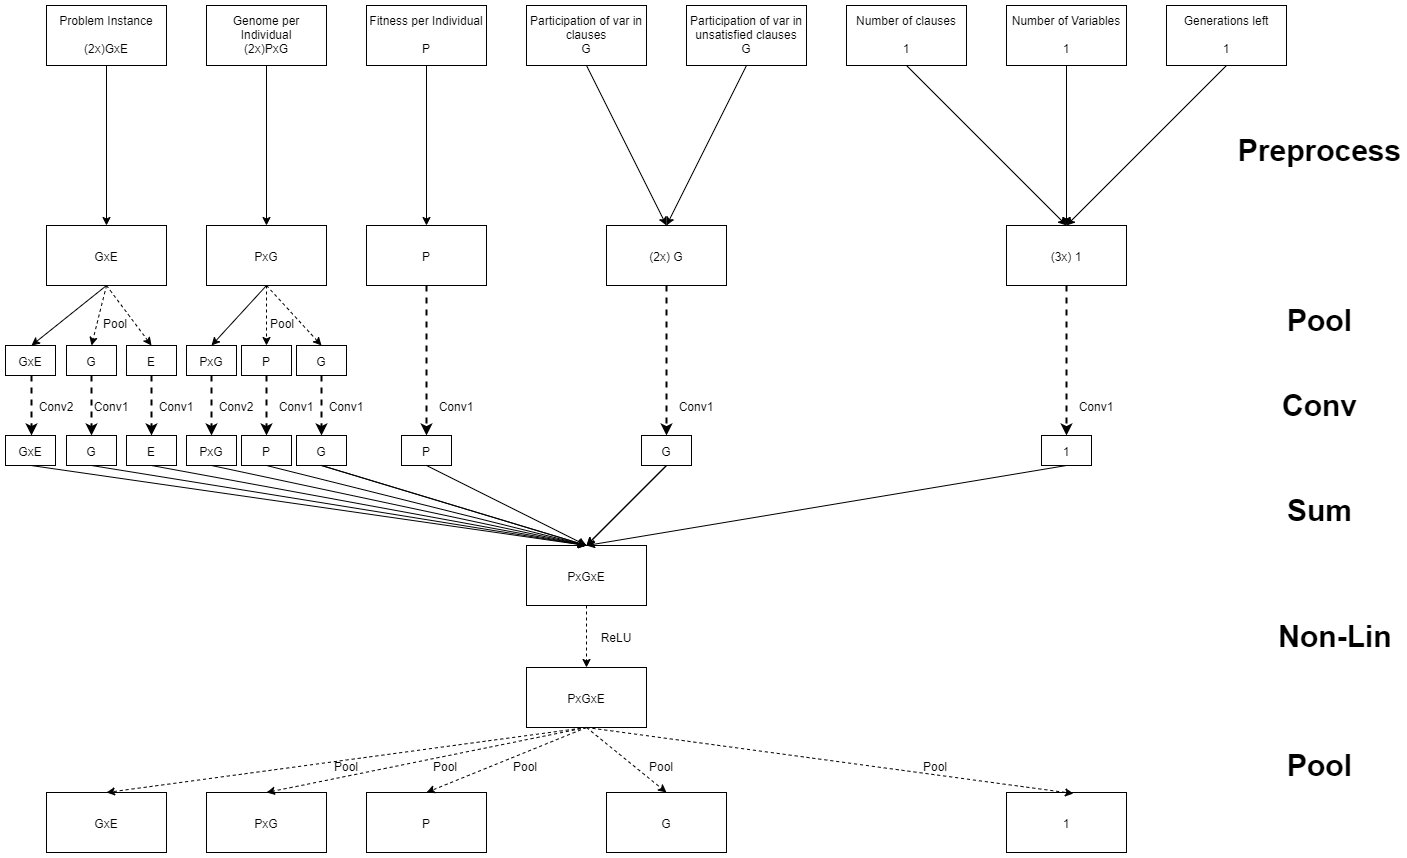 Problem Instance
(2x)GxE
Genome per
Individual
(2x)PxG
Fitness per Individual
P
Participation of var in
clauses
G
Participation of var in
unsatisfied clauses
G
Number of clauses
1
Number of Variables
1
Generations left
1
Preprocess
GxE
PxG
P
(2x) G
(3x) 1
Pool
Pool
Pool
GxE
G
E
PxG
P
G
Conv2
Conv1
Conv1
Conv2
Conv1
Conv1
Conv1
Conv1
Conv1
Conv
GxE
G
E
PxG
P
G
P
G
1
Sum
PxGxE
ReLU
Non-Lin
PxGxE
Pool
Pool
Pool
Pool
Pool
Pool
GxE
PxG
P
G
1